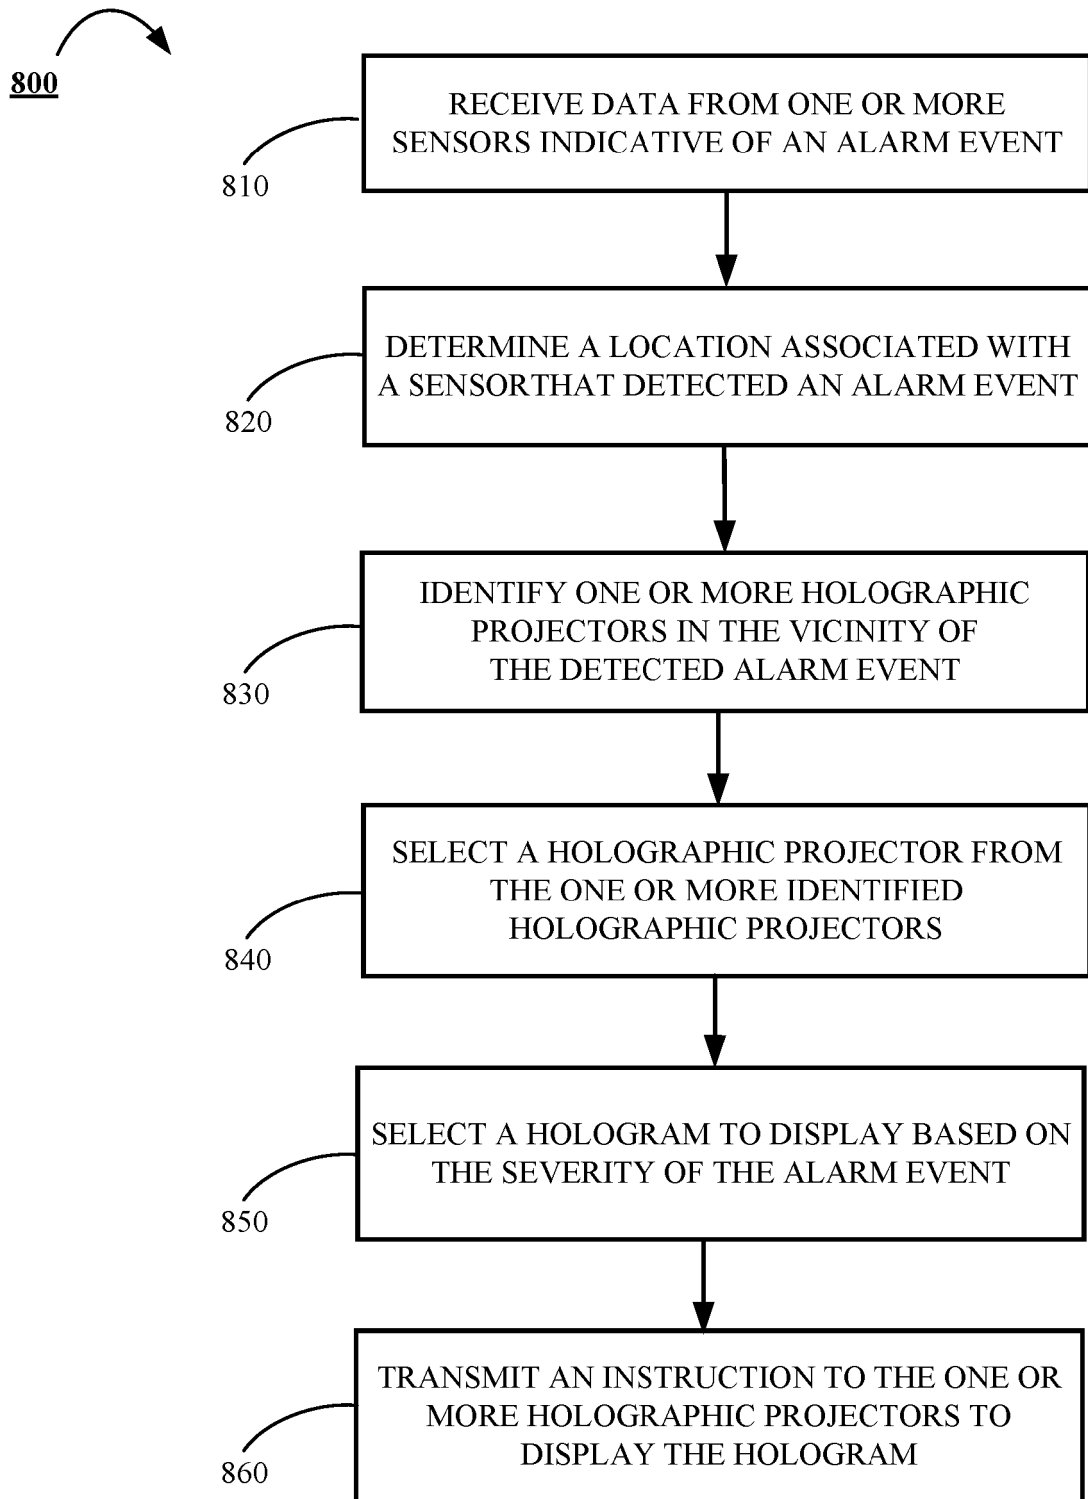 800
RECEIVE DATA FROM ONE OR MORE
SENSORS INDICATIVE OF AN ALARM EVENT
810
DETERMINE A LOCATION ASSOCIATED WITH
A SENSORTHAT DETECTED AN ALARM EVENT
820
IDENTIFY ONE OR MORE HOLOGRAPHIC
PROJECTORS IN THE VICINITY OF
THE DETECTED ALARM EVENT
830
SELECT A HOLOGRAPHIC PROJECTOR FROM
THE ONE OR MORE IDENTIFIED
HOLOGRAPHIC PROJECTORS
840
SELECT A HOLOGRAM TO DISPLAY BASED ON
THE SEVERITY OF THE ALARM EVENT
850
TRANSMIT AN INSTRUCTION TO THE ONE OR
MORE HOLOGRAPHIC PROJECTORS TO
DISPLAY THE HOLOGRAM
860